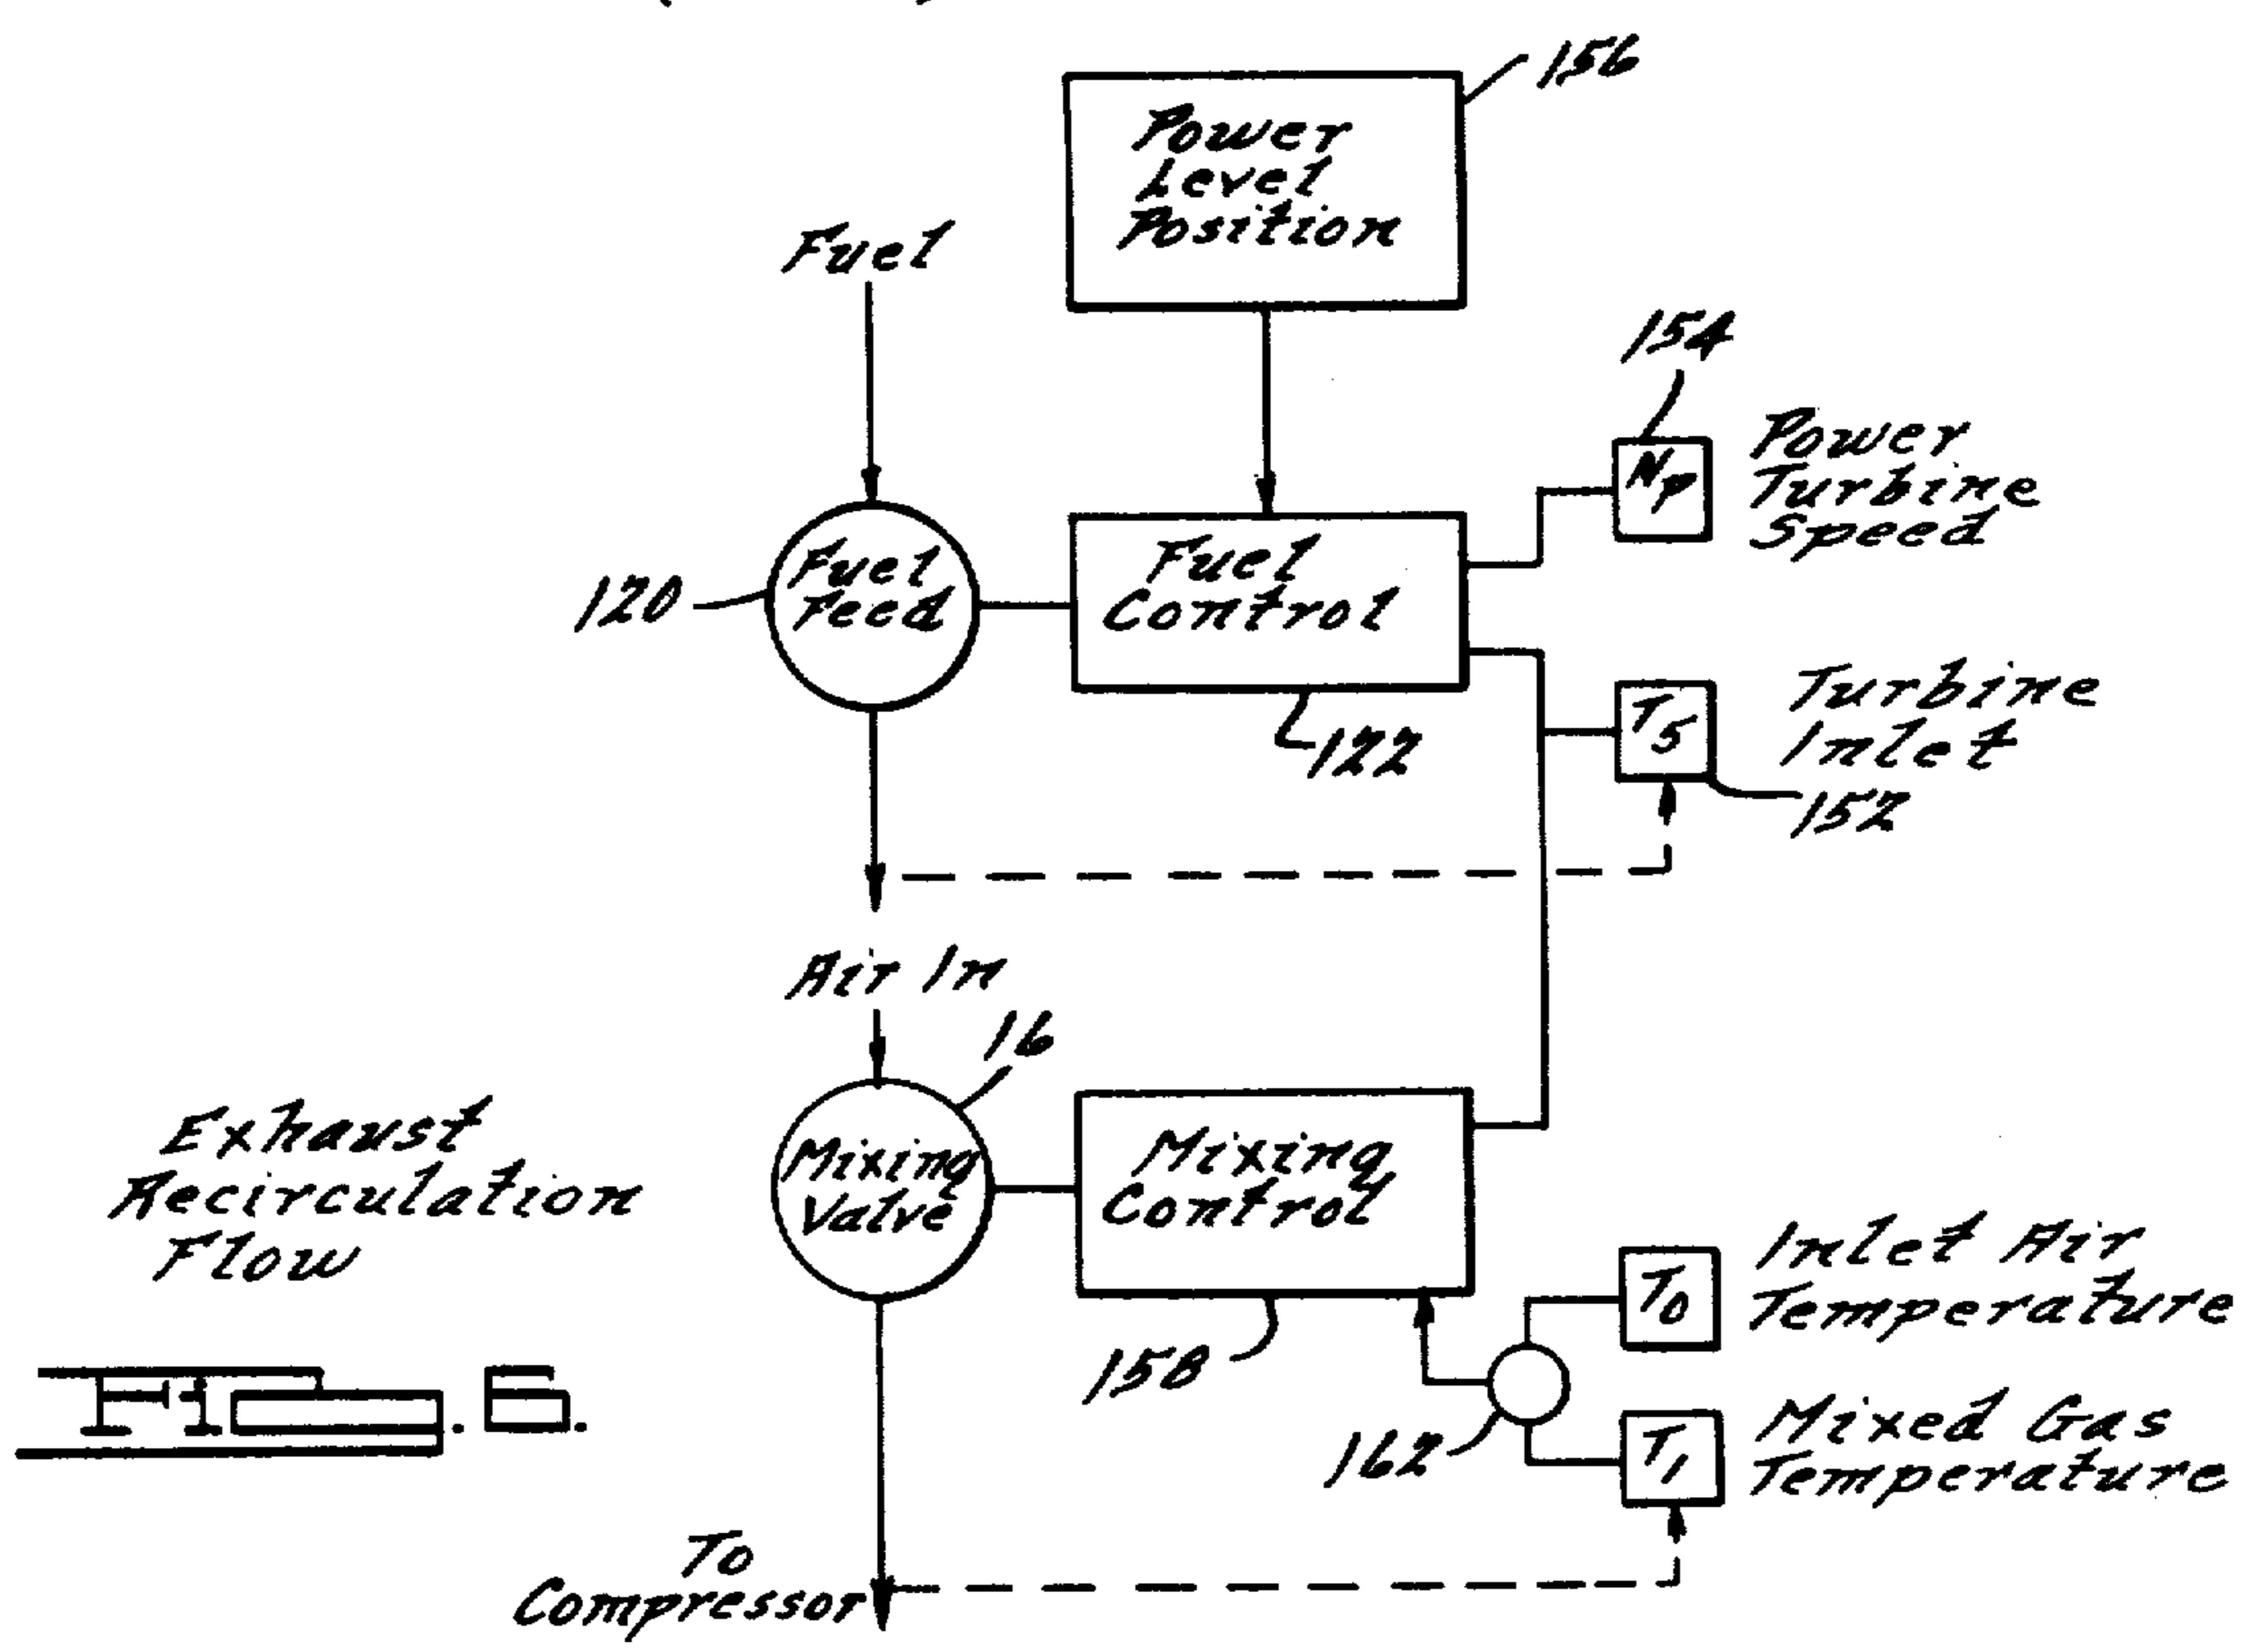 156
Power
Level
Position
Fuel
154
Np
Power
Turbine
Speed
Fuel
Feed
120
Fuel
Control
122
T5
Turbine
Inlet
152
Air In
16
Mixing
Valve
Mixing
Control
158
Exhaust
Recirculation
Flow
T0
Inlet Air
Temperature
162
T1
Mixed Gas
Temperature
FIG. 6.
To
Compressor